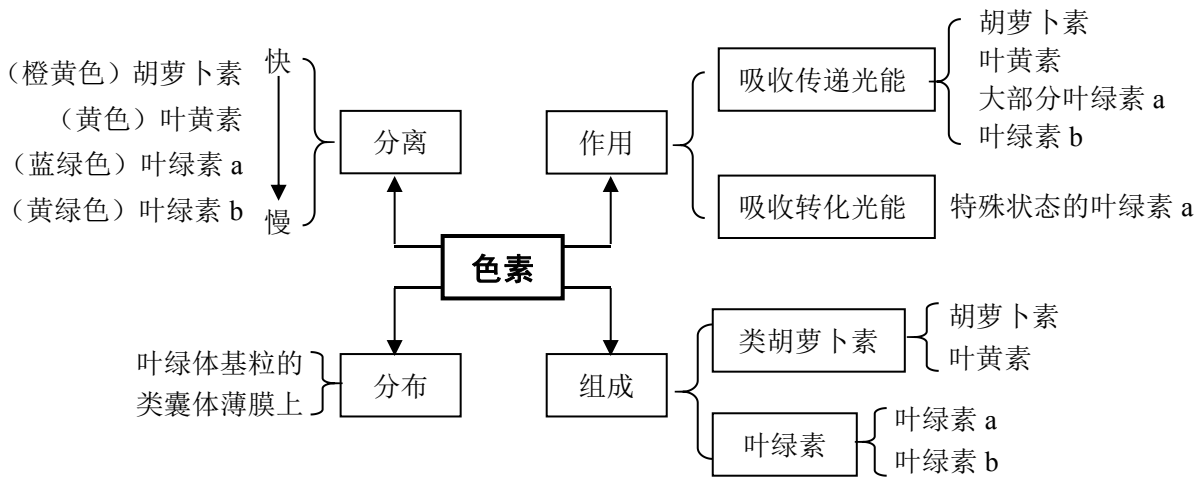 （橙黄色）胡萝卜素
（黄色）叶黄素
（蓝绿色）叶绿素 a
（黄绿色）叶绿素 b
快
慢
分离
作用
吸收传递光能
胡萝卜素
叶黄素
大部分叶绿素 a
叶绿素 b
吸收转化光能
特殊状态的叶绿素 a
色素
叶绿体基粒的
类囊体薄膜上
分布
组成
类胡萝卜素
胡萝卜素
叶黄素
叶绿素
叶绿素 a
叶绿素 b